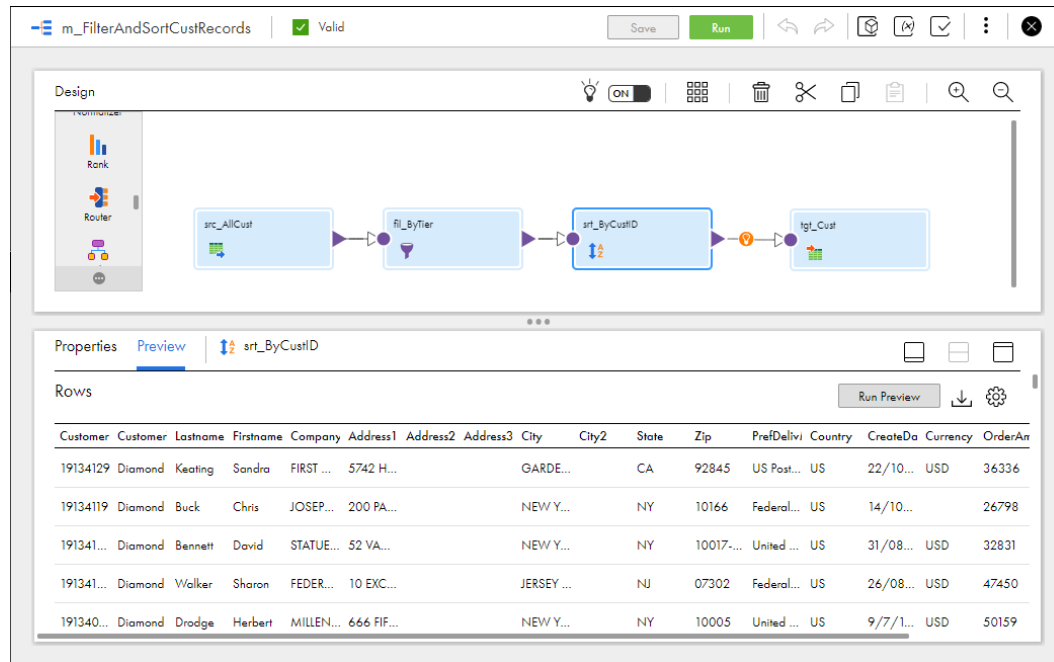 m_FilterAndSortCustRecords Valid Save Run
Design ON
Normalizer
Rank
Router
src_AllCust fil_ByTier srt_ByCustID tgt_Cust
Properties Preview srt_ByCustID
Rows Run Preview
Customer Customer Lastname Firstname Company Address1 Address2 Address3 City City2 State Zip PrefDelivi Country CreateDa Currency OrderAm
19134129 Diamond Keating Sandra FIRST ... 5742 H... GARDE... CA 92845 US Post... US 22/10... USD 36336
19134119 Diamond Buck Chris JOSEP... 200 PA... NEW Y... NY 10166 Federal... US 14/10... 26798
191341... Diamond Bennett David STATUE... 52 VA... NEW Y... NY 10017-... United ... US 31/08... USD 32831
191341... Diamond Walker Sharon FEDER... 10 EXC... JERSEY ... NJ 07302 Federal... US 26/08... USD 47450
191340... Diamond Drodge Herbert MILLEN... 666 FIF... NEW Y... NY 10005 United ... US 9/7/1... USD 50159